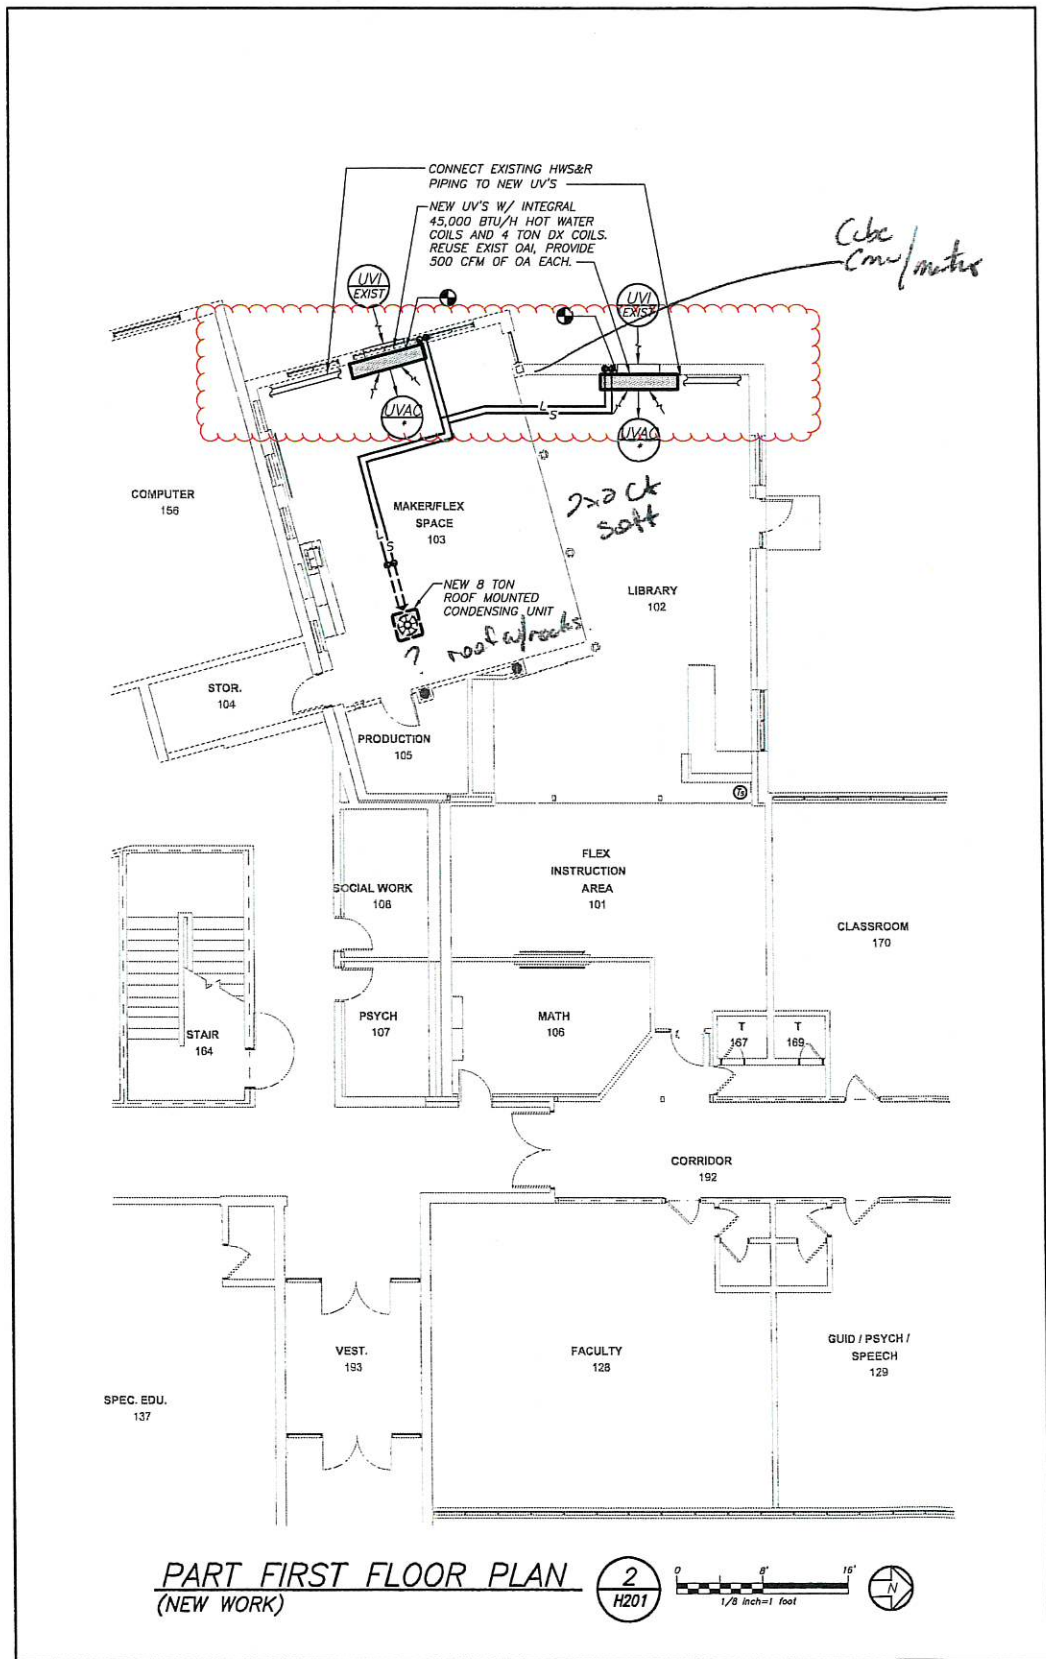 CONNECT EXISTING HWS&R
PIPING TO NEW UV'S
NEW UV'S W/ INTEGRAL
45,000 BTU/H HOT WATER
COILS AND 4 TON DX COILS.
REUSE EXIST OAI, PROVIDE
500 CFM OF OA EACH.
UVI
EXIST
UVI
EXIST
UVAC
*
UVAC
*
L
S
L
S
COMPUTER
156
MAKER/FLEX
SPACE
103
2x2 Ck
soft
LIBRARY
102
NEW 8 TON
ROOF MOUNTED
CONDENSING UNIT
?
roof w/rocks
STOR.
104
PRODUCTION
105
Ts
FLEX
INSTRUCTION
AREA
101
SOCIAL WORK
108
CLASSROOM
170
PSYCH
107
MATH
106
T
167
T
169
STAIR
164
CORRIDOR
192
VEST.
193
FACULTY
128
GUID / PSYCH /
SPEECH
129
SPEC. EDU.
137
PART FIRST FLOOR PLAN
(NEW WORK)
2
H201
0 8' 16'
1/8 inch=1 foot
N